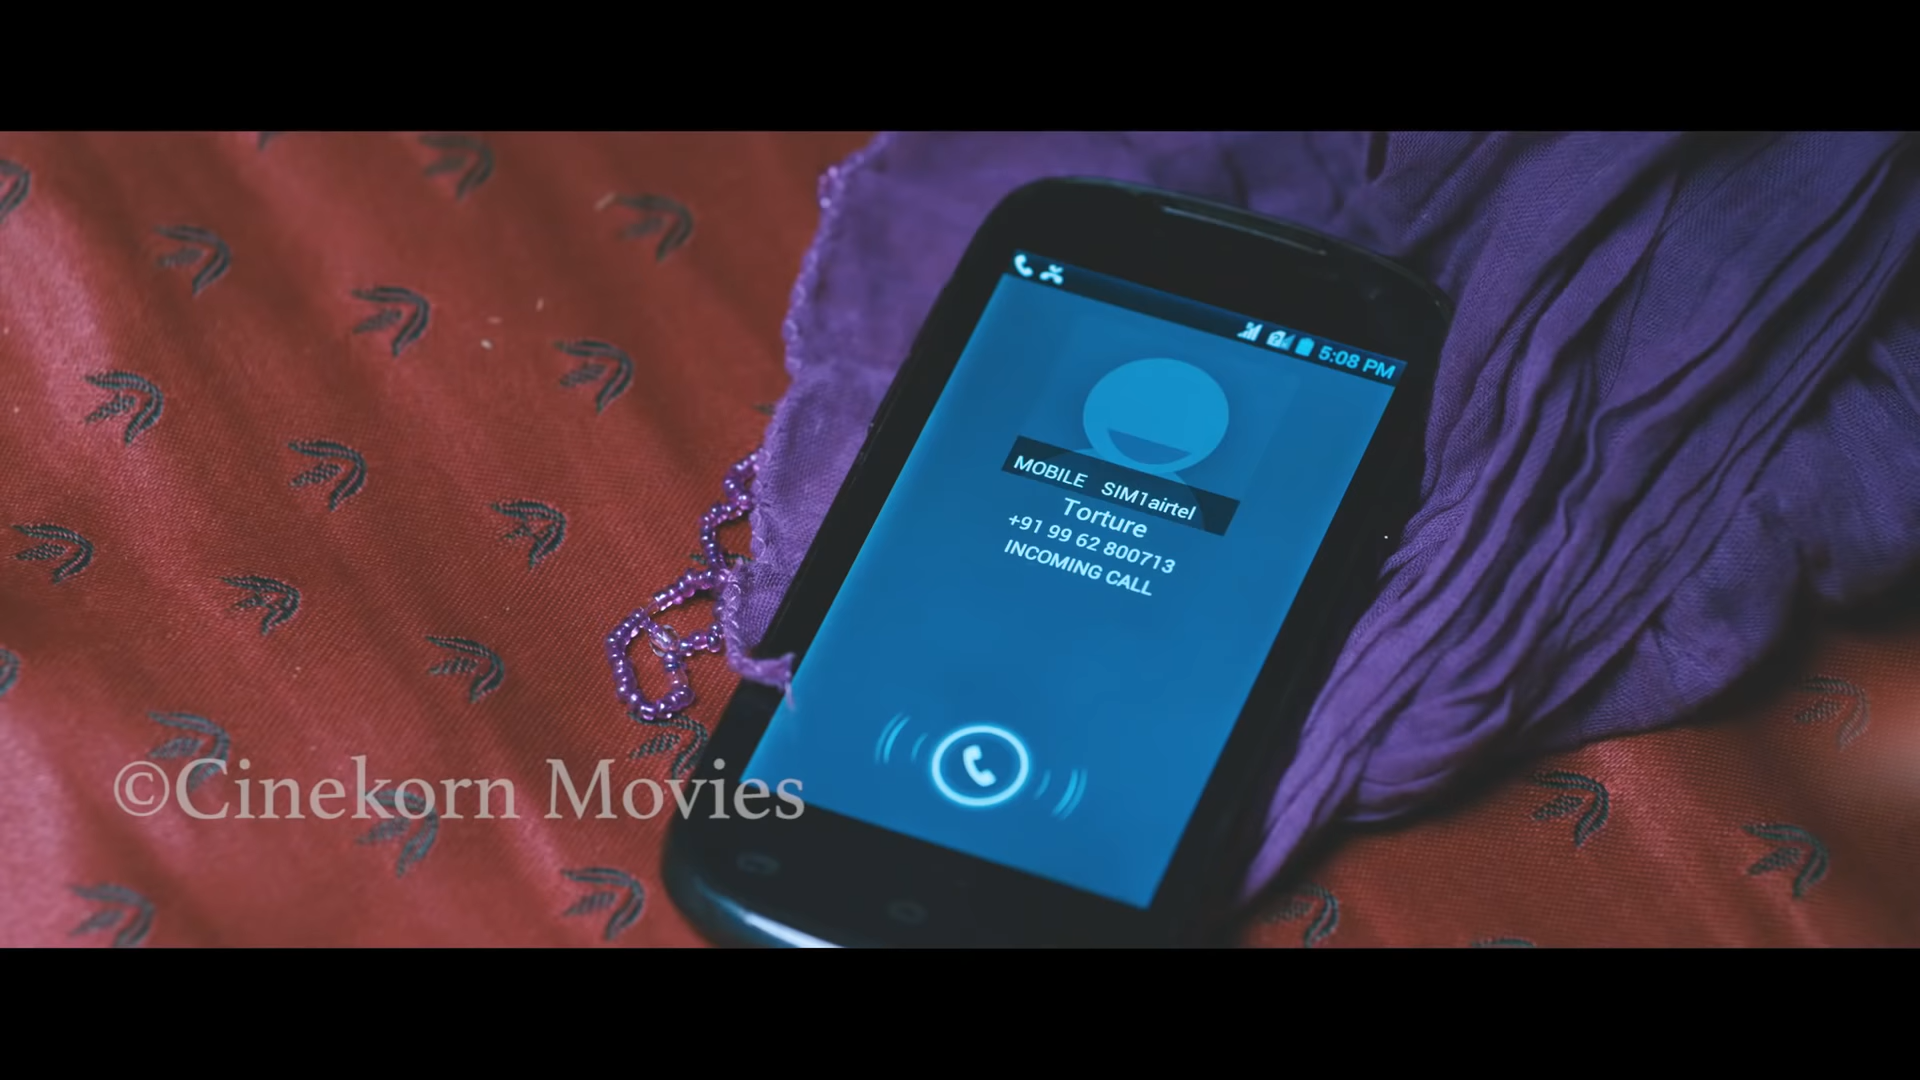 5:08 PM
MOBILE SIM1airtel
Torture
+91 99 62 800713
INCOMING CALL
©Cinekorn Movies